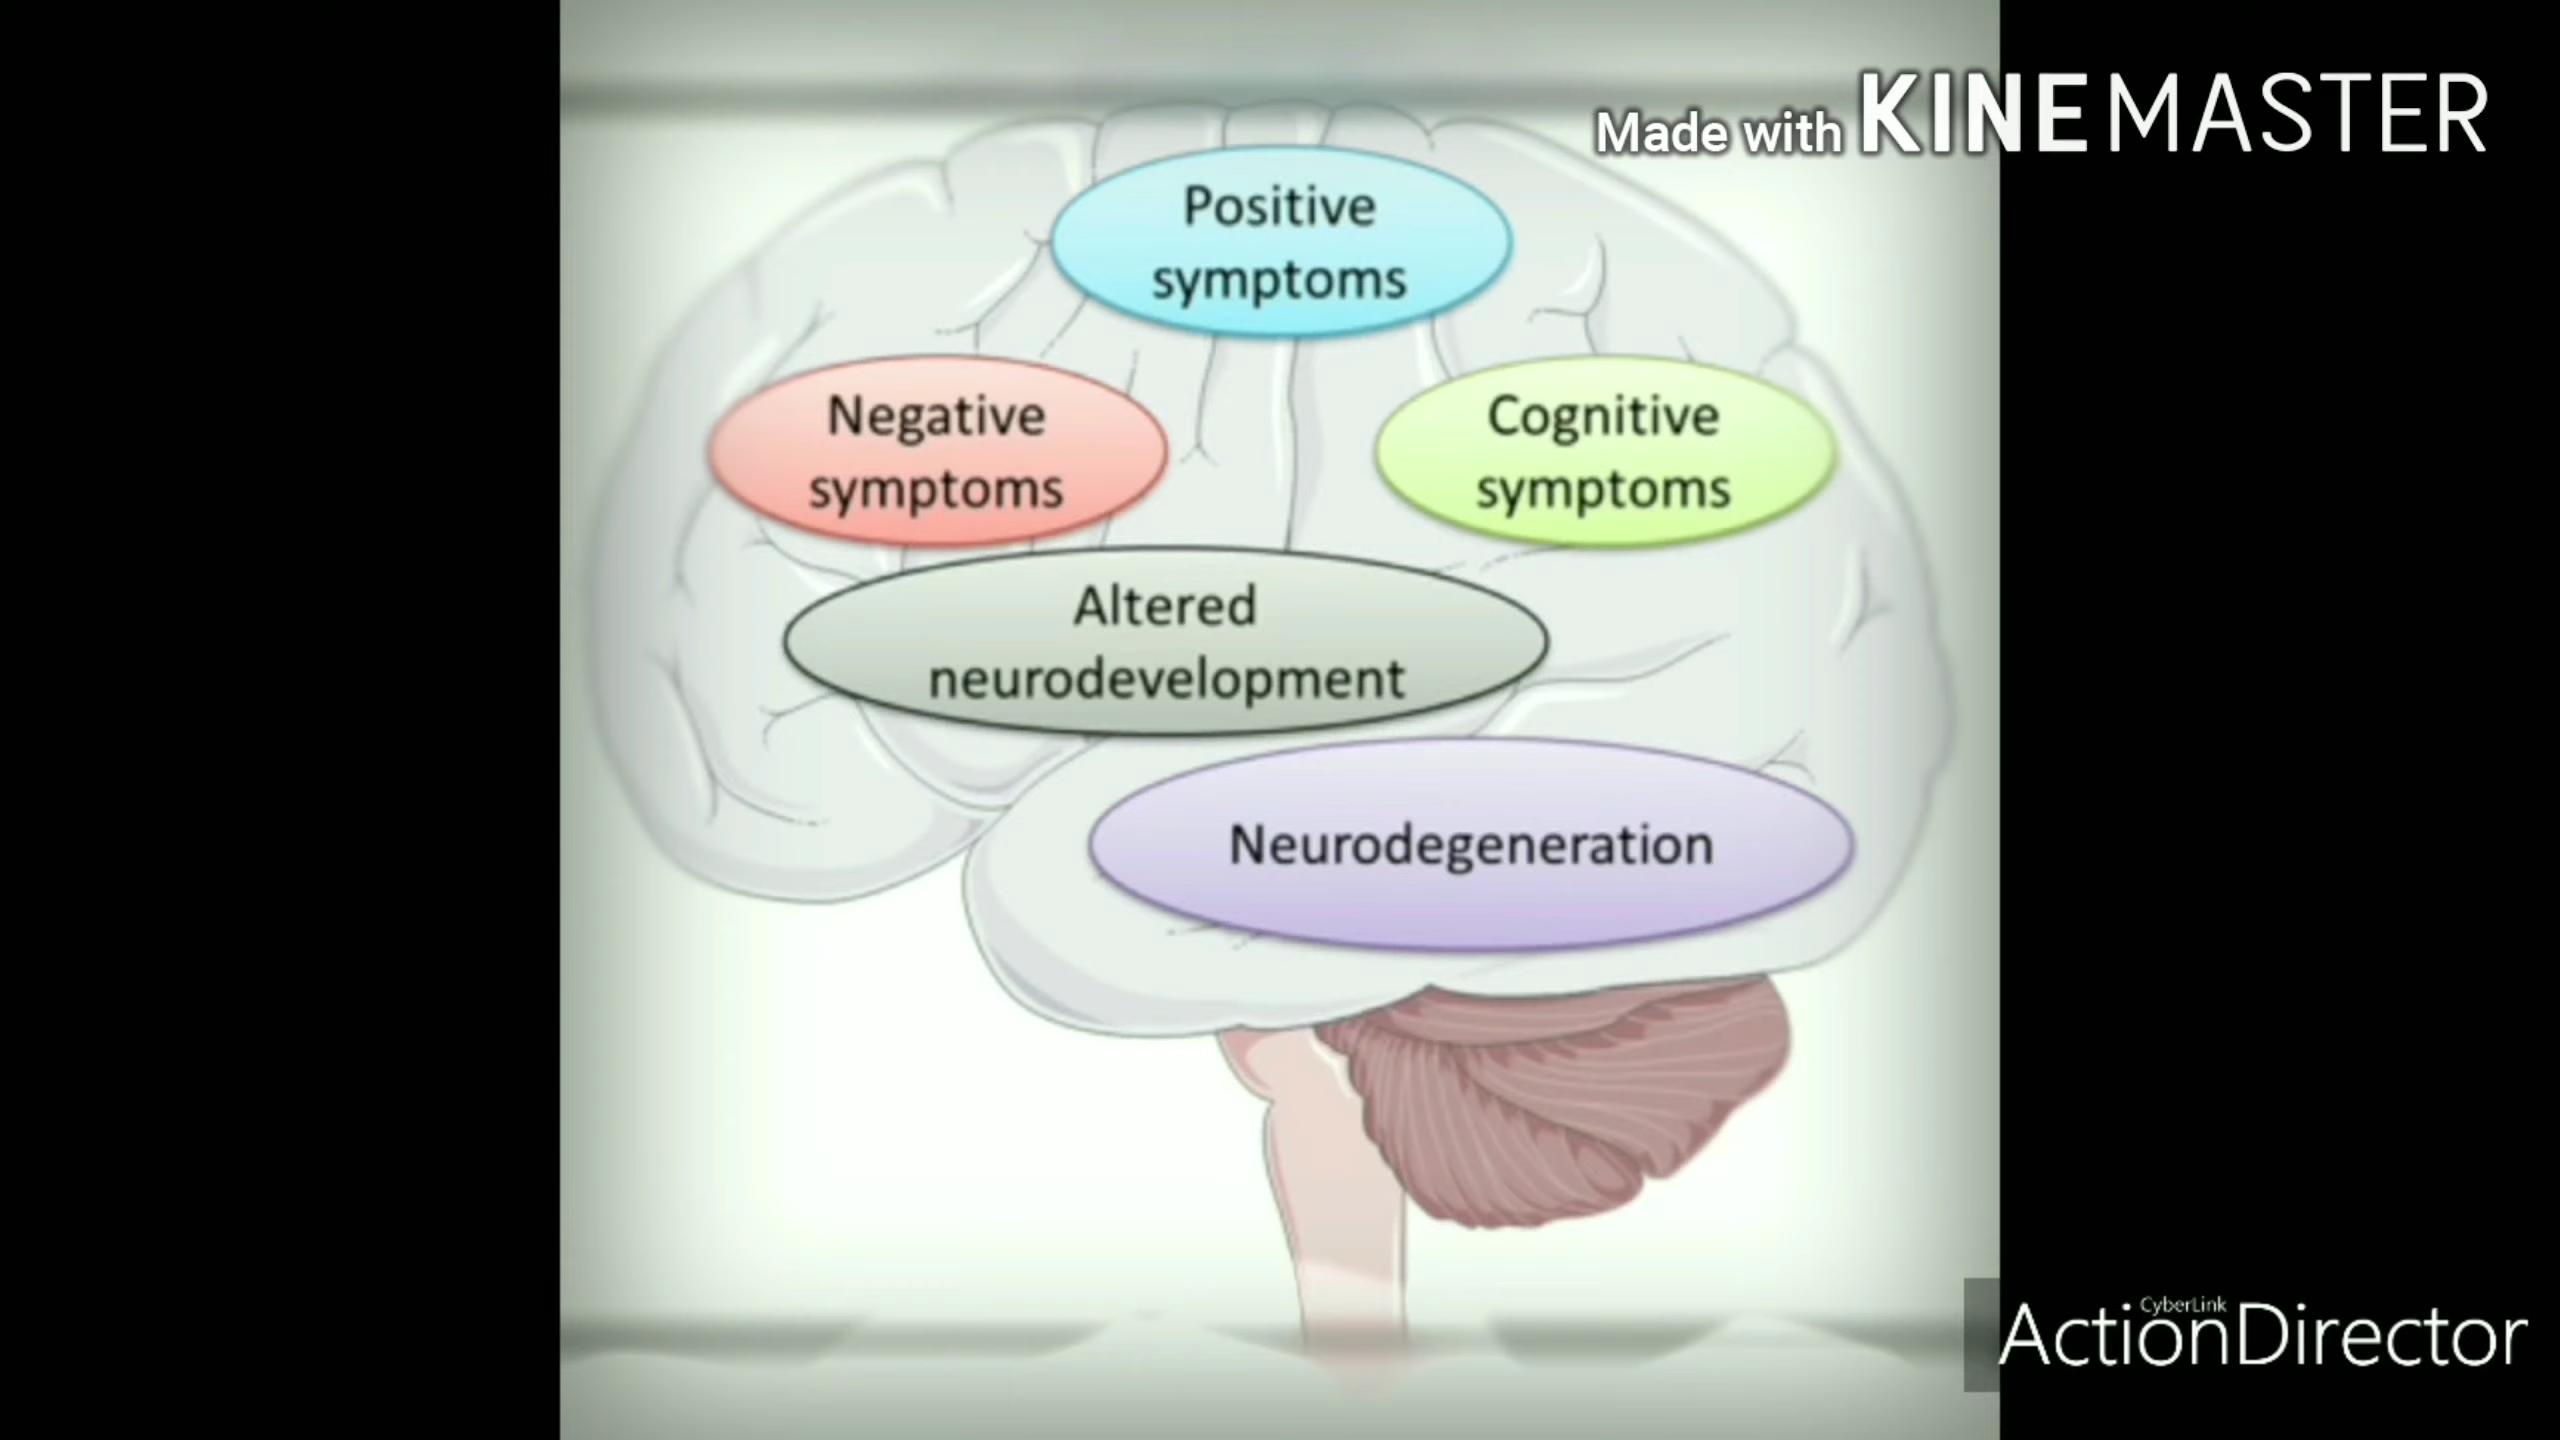 Made with KINEMASTER
Positive
symptoms
Negative
symptoms
Cognitive
symptoms
Altered
neurodevelopment
Neurodegeneration
CyberLink
ActionDirector